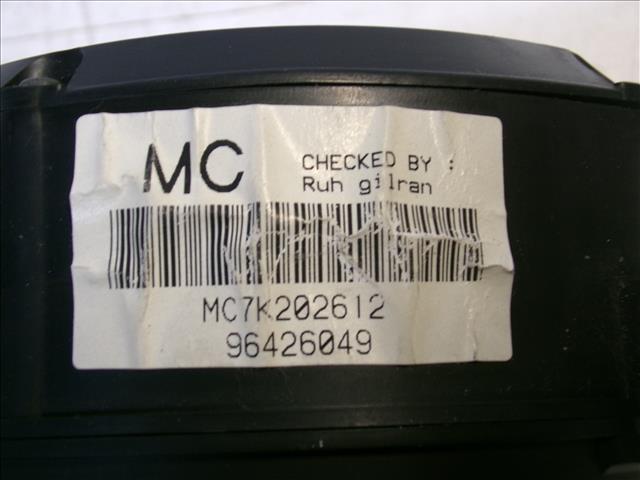 MC
CHECKED BY :
Ruh gilran
MC7K202612
96426049